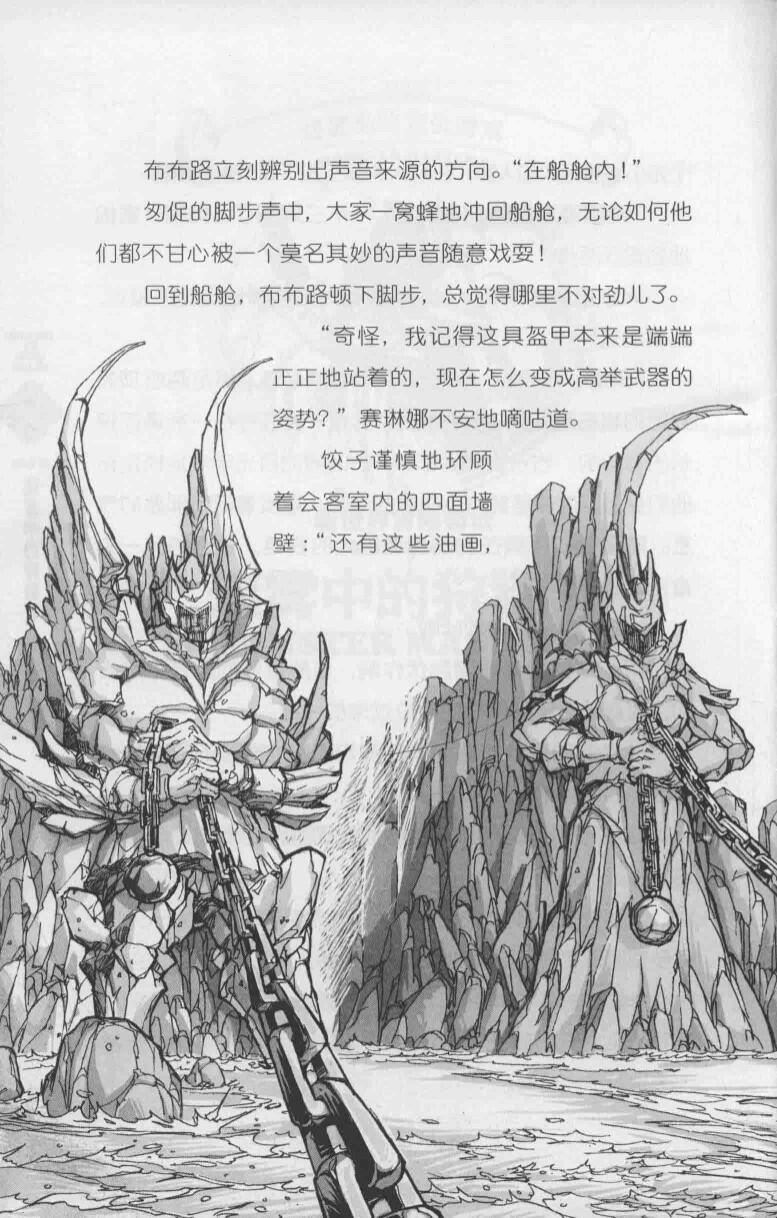 布布路立刻辨别出声音来源的方向。“在船舱内！”
匆促的脚步声中，大家一窝蜂地冲回船舱，无论如何他
们都不甘心被一个莫名其妙的声音随意戏耍！
回到船舱，布布路顿下脚步，总觉得哪里不对劲儿了。
“奇怪，我记得这具盔甲本来是端端
正正地站着的，现在怎么变成高举武器的
姿势？”赛琳娜不安地嘀咕道。
饺子谨慎地环顾
着会客室内的四面墙
壁：“还有这些油画，